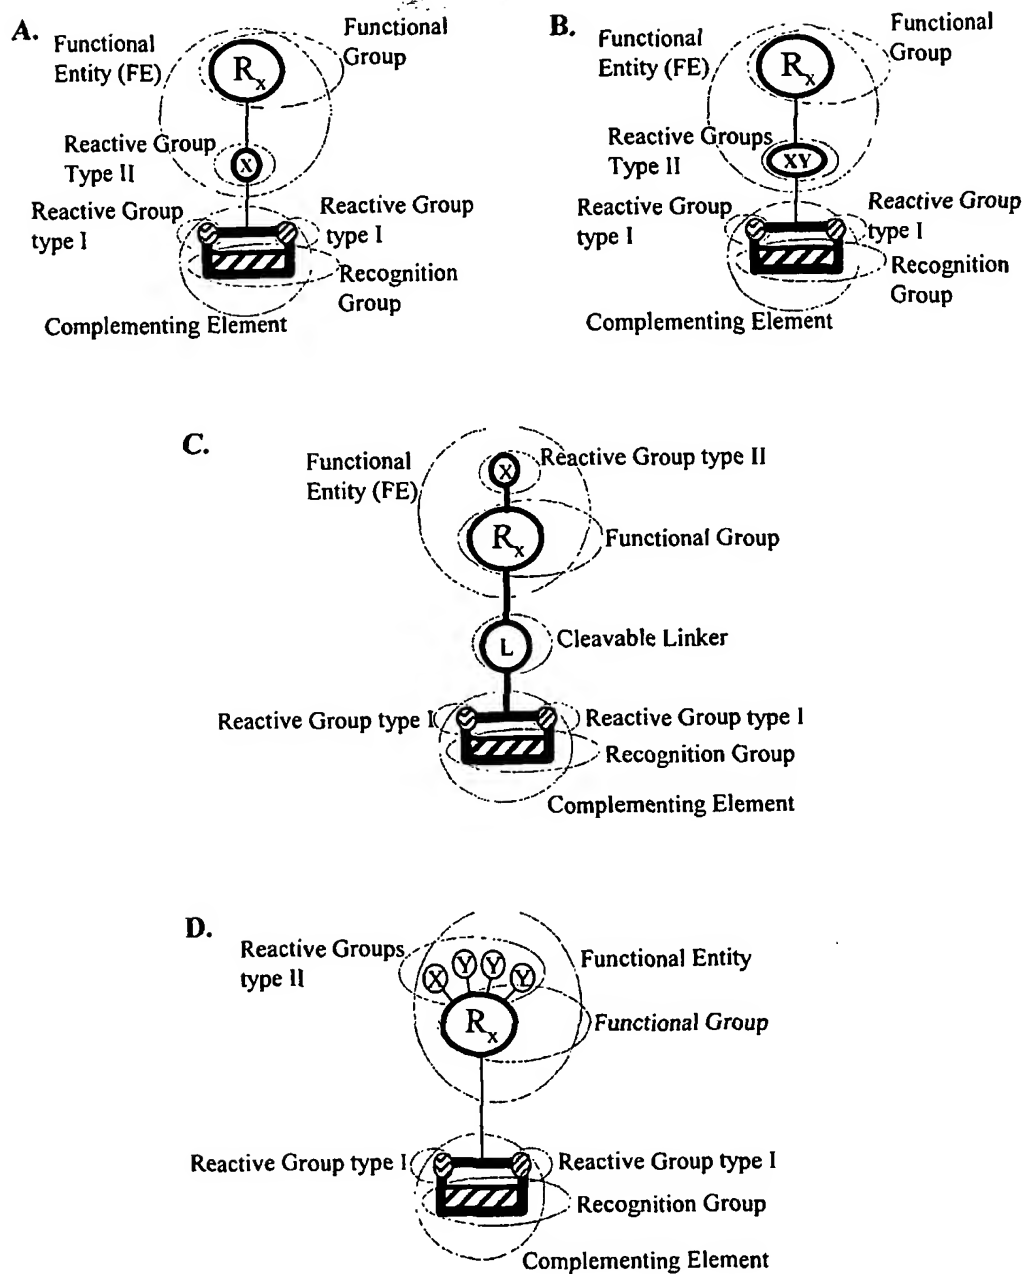 A.
Functional
Entity (FE)
Functional
Group
Rx
Reactive Group
Type II
X
Reactive Group
type I
Reactive Group
type I
Recognition
Group
Complementing Element
B.
Functional
Entity (FE)
Functional
Group
Rx
Reactive Groups
Type II
XY
Reactive Group
type I
Reactive Group
type I
Recognition
Group
Complementing Element
C.
Functional
Entity (FE)
X
Reactive Group type II
Rx
Functional Group
L
Cleavable Linker
Reactive Group type I
Reactive Group type I
Recognition Group
Complementing Element
D.
Reactive Groups
type II
X Y Y Y
Functional Entity
Rx
Functional Group
Reactive Group type I
Reactive Group type I
Recognition Group
Complementing Element